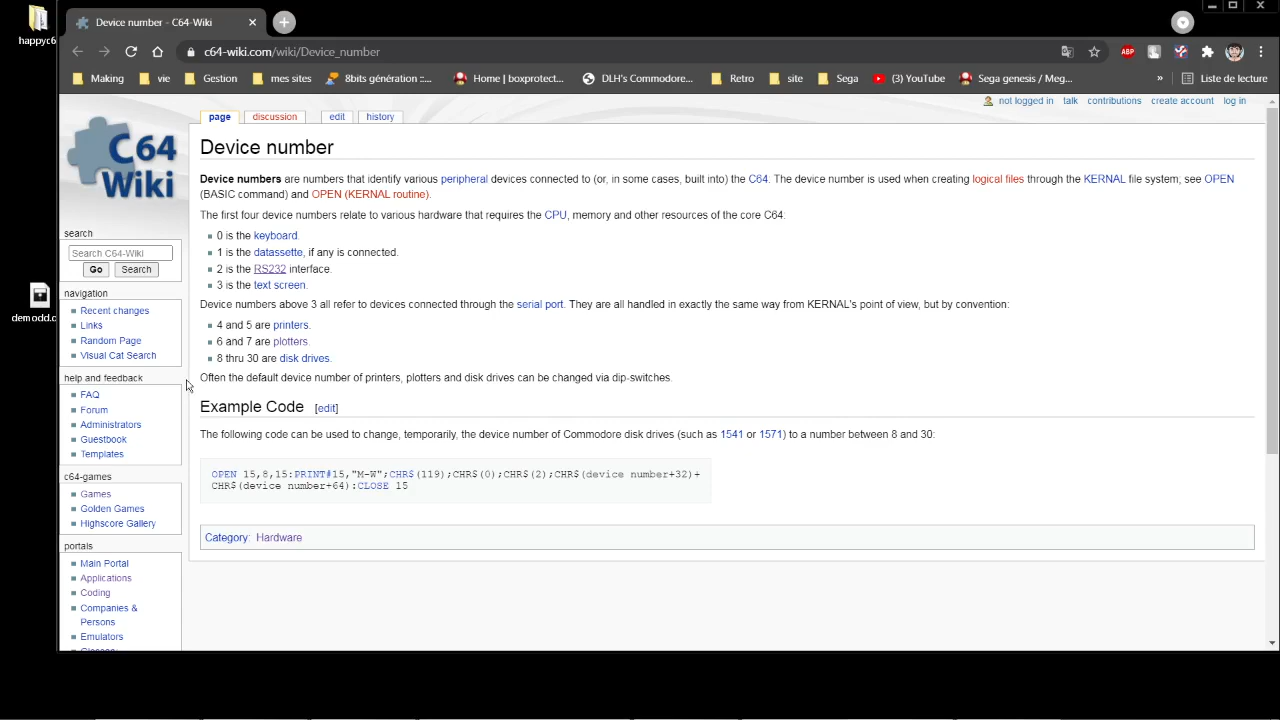 happyc6
demodd.c
Device number - C64-Wiki
c64-wiki.com/wiki/Device_number
ABP
Making
vie
Gestion
mes sites
8bits génération ::...
Home | boxprotect...
DLH's Commodore...
Retro
site
Sega
(3) YouTube
Sega genesis / Meg...
»
Liste de lecture
not logged in talk contributions create account log in
page discussion edit history
C64
Wiki
Device number
Device numbers are numbers that identify various peripheral devices connected to (or, in some cases, built into) the C64. The device number is used when creating logical files through the KERNAL file system; see OPEN
(BASIC command) and OPEN (KERNAL routine).
The first four device numbers relate to various hardware that requires the CPU, memory and other resources of the core C64:
0 is the keyboard.
1 is the datassette, if any is connected.
2 is the RS232 interface.
3 is the text screen.
Device numbers above 3 all refer to devices connected through the serial port. They are all handled in exactly the same way from KERNAL's point of view, but by convention:
4 and 5 are printers.
6 and 7 are plotters.
8 thru 30 are disk drives.
Often the default device number of printers, plotters and disk drives can be changed via dip-switches.
Example Code [edit]
The following code can be used to change, temporarily, the device number of Commodore disk drives (such as 1541 or 1571) to a number between 8 and 30:
OPEN 15,8,15:PRINT#15,"M-W";CHR$(119);CHR$(0);CHR$(2);CHR$(device number+32)+
CHR$(device number+64):CLOSE 15
Category: Hardware
search
Search C64-Wiki
Go Search
navigation
Recent changes
Links
Random Page
Visual Cat Search
help and feedback
FAQ
Forum
Administrators
Guestbook
Templates
c64-games
Games
Golden Games
Highscore Gallery
portals
Main Portal
Applications
Coding
Companies &
Persons
Emulators